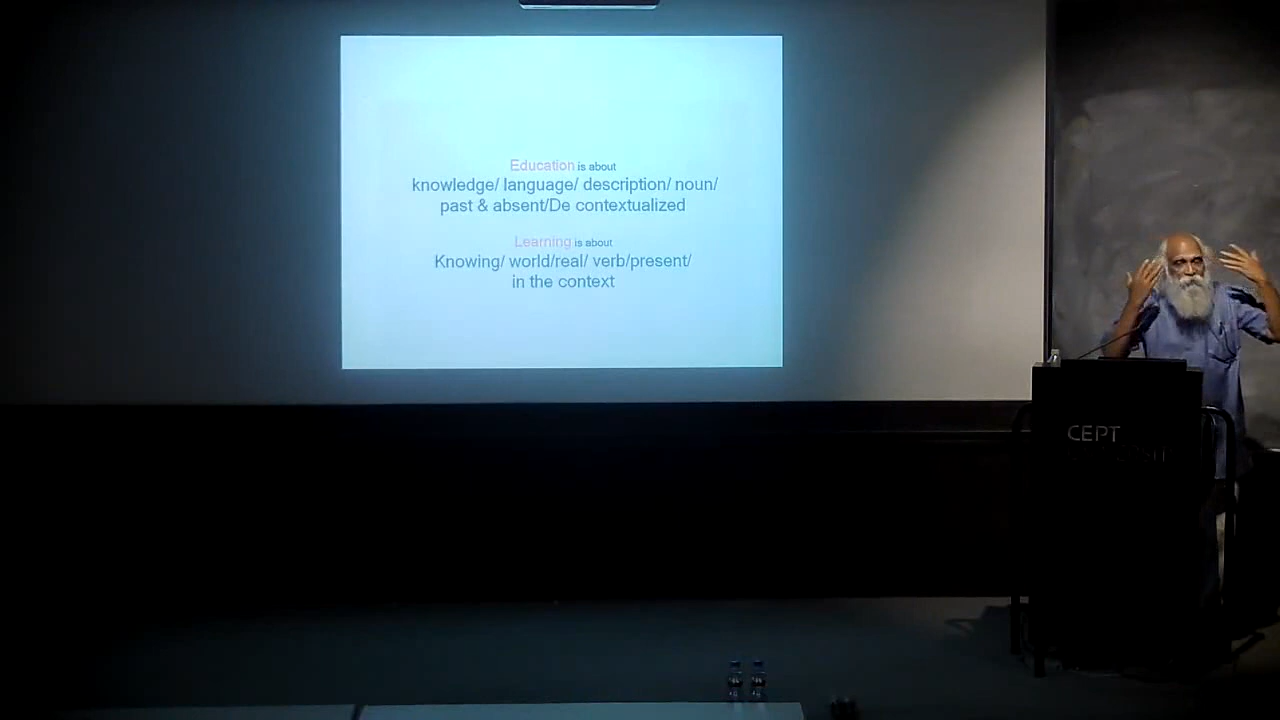 Education is about
knowledge/ language/ description/ noun/
past & absent/De contextualized
Learning is about
Knowing/ world/real/ verb/present/
in the context
CEPT